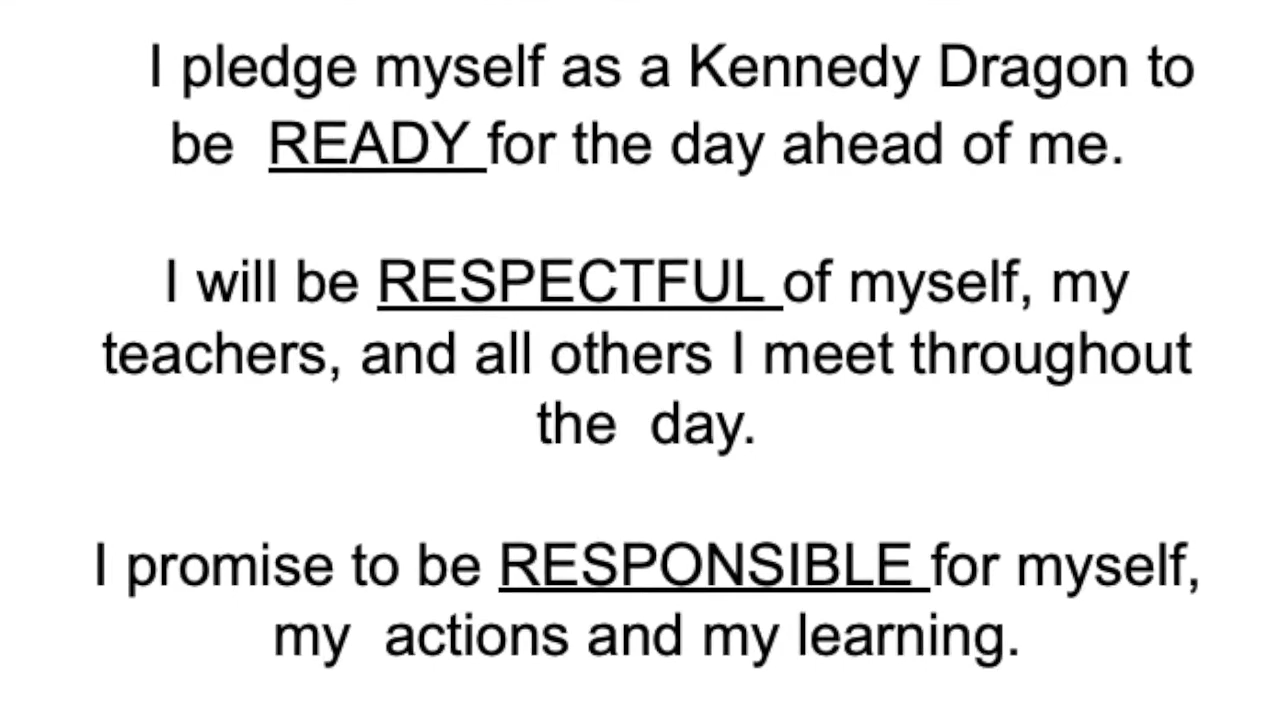 I pledge myself as a Kennedy Dragon to
be  READY for the day ahead of me.
I will be RESPECTFUL of myself, my
teachers, and all others I meet throughout
the  day.
I promise to be RESPONSIBLE for myself,
my  actions and my learning.